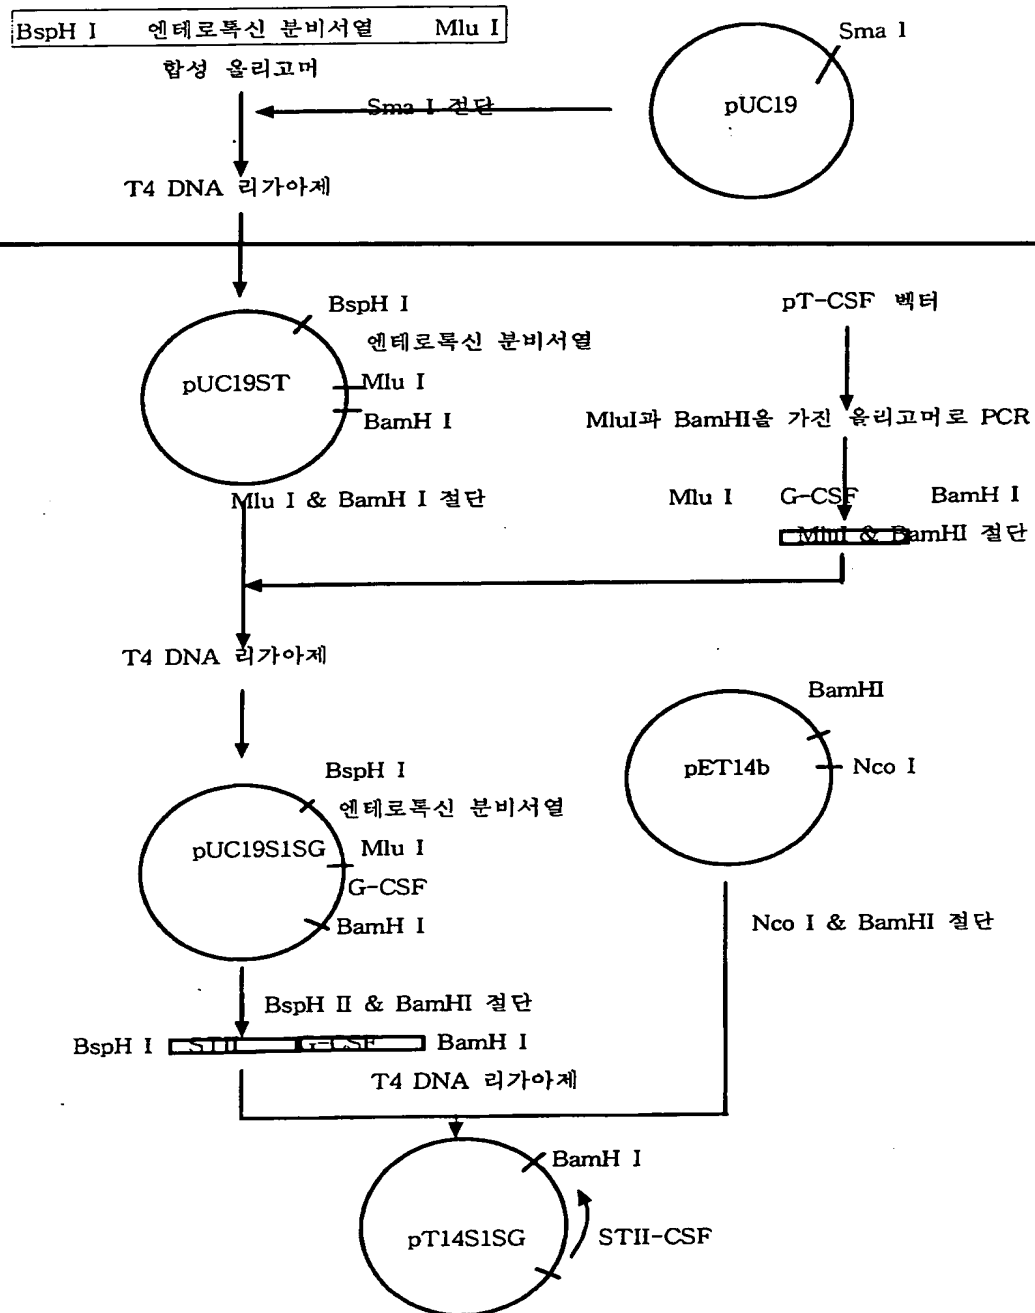 BspH I 엔테로톡신 분비서열 Mlu I
합성 올리고머
Sma I
pUC19
Sma I 절단
T4 DNA 리가아제
BspH I
엔테로톡신 분비서열
pUC19ST
Mlu I
BamH I
Mlu I & BamH I 절단
pT-CSF 벡터
MluI과 BamHI을 가진 올리고머로 PCR
Mlu I G-CSF BamH I
MluI & BamHI 절단
T4 DNA 리가아제
BspH I
엔테로톡신 분비서열
pUC19S1SG
Mlu I
G-CSF
BamH I
BamHI
pET14b
Nco I
Nco I & BamHI 절단
BspH II & BamHI 절단
BspH I STII G-CSF BamH I
T4 DNA 리가아제
BamH I
pT14S1SG
STII-CSF